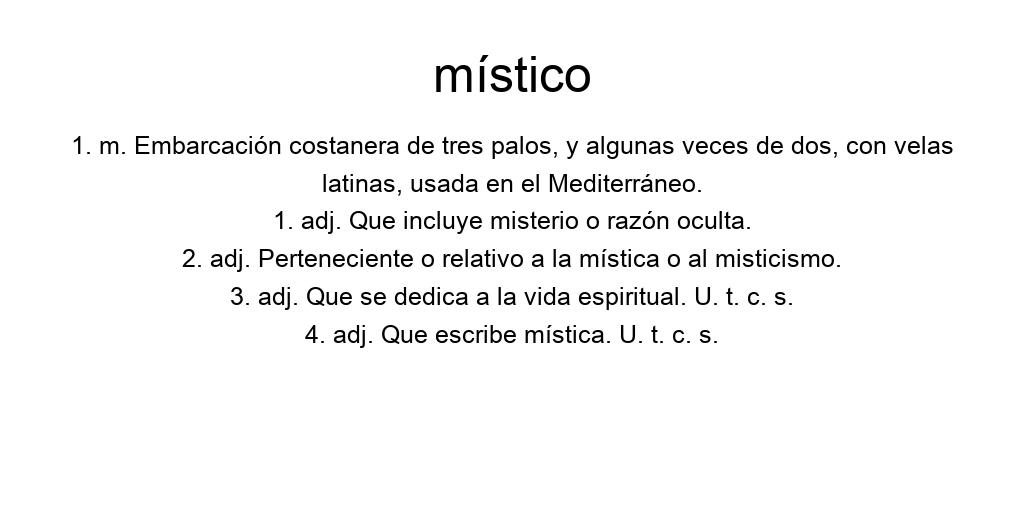 místico
1. m. Embarcación costanera de tres palos, y algunas veces de dos, con velas
latinas, usada en el Mediterráneo.
1. adj. Que incluye misterio o razón oculta.
2. adj. Perteneciente o relativo a la mística o al misticismo.
3. adj. Que se dedica a la vida espiritual. U. t. c. s.
4. adj. Que escribe mística. U. t. c. s.